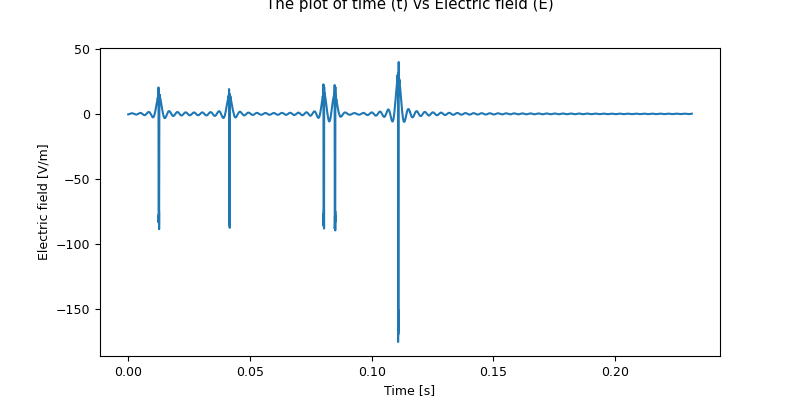 The plot of time (t) vs Electric field (E)
50
0
−50
−100
−150
Electric field [V/m]
0.00 0.05 0.10 0.15 0.20
Time [s]